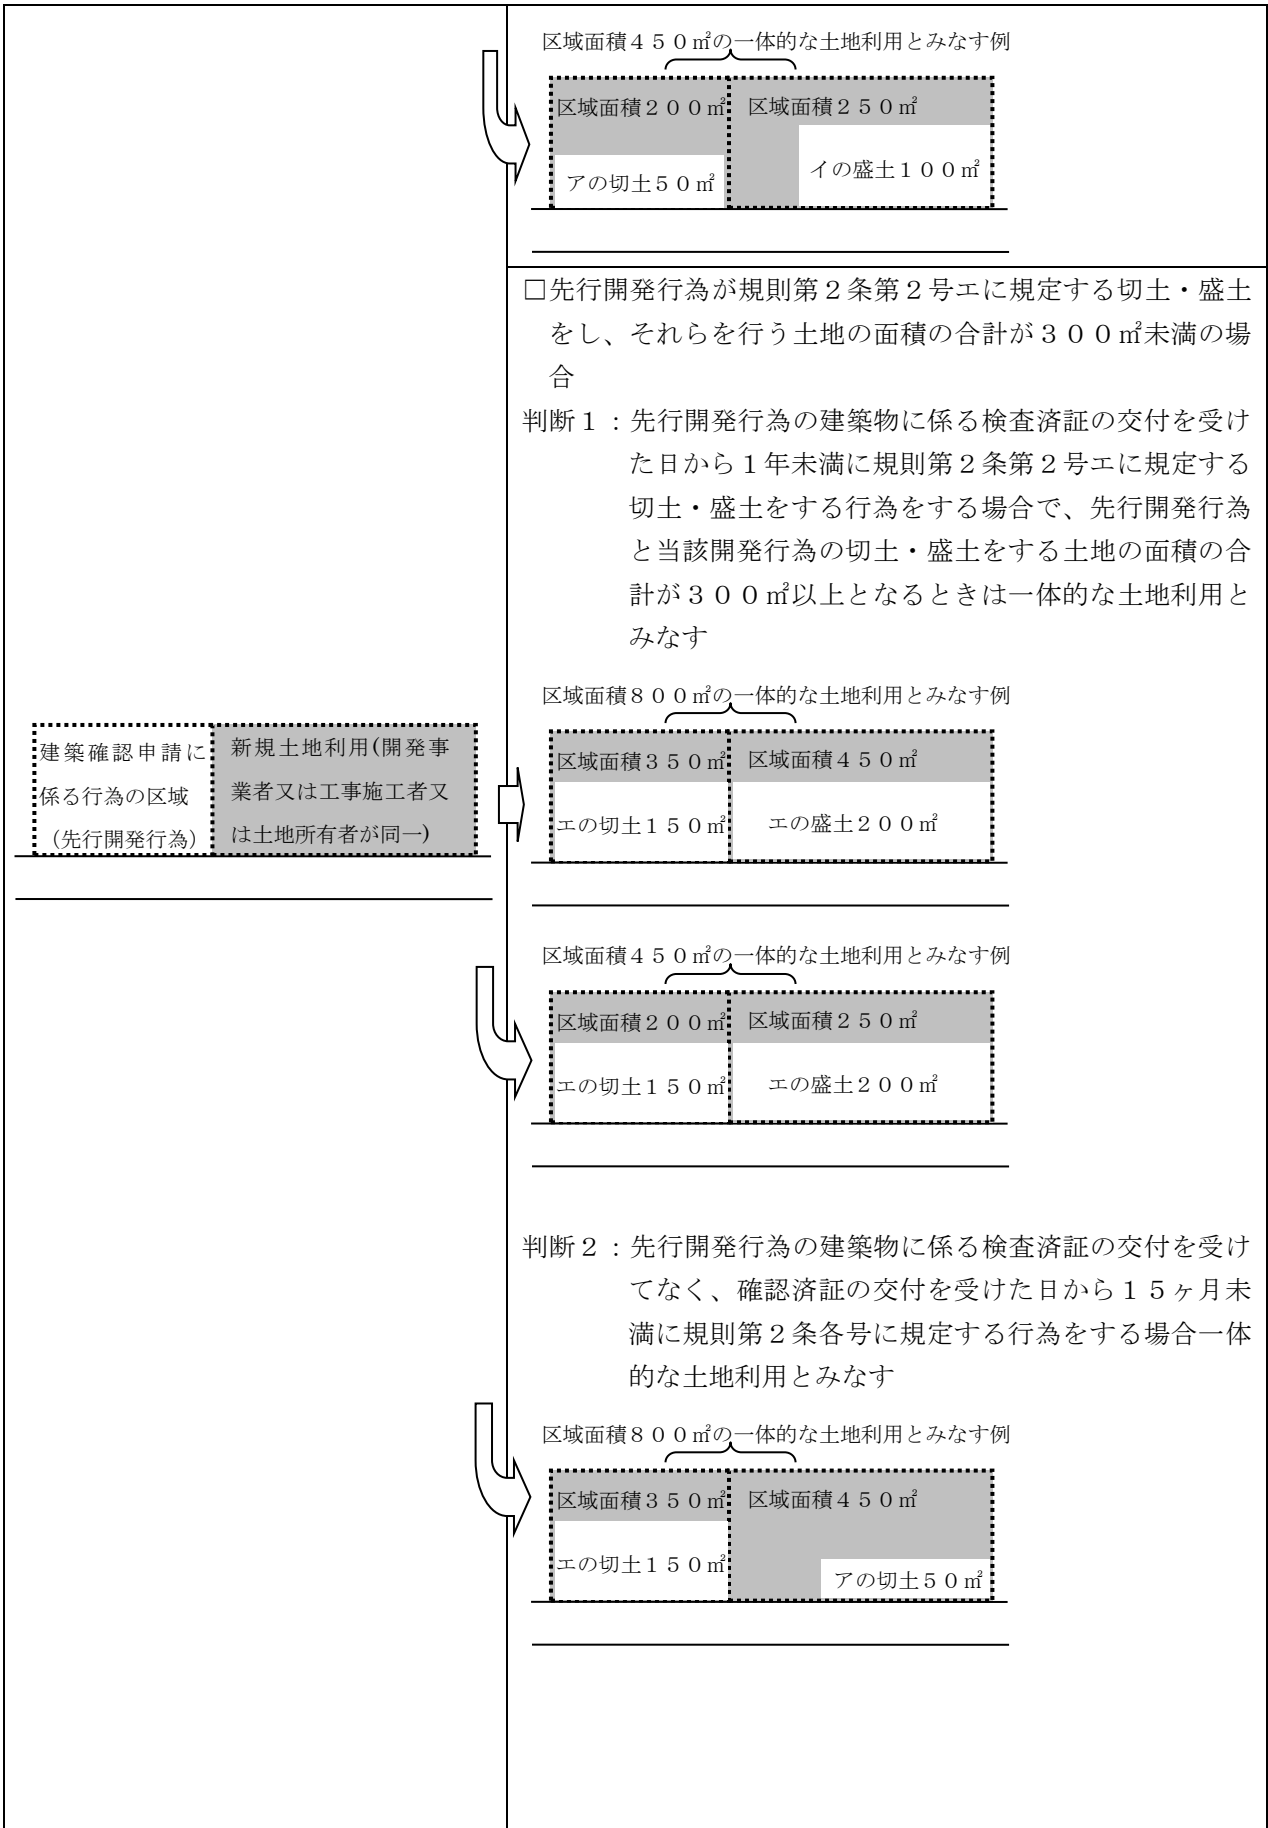 区域面積４５０㎡の一体的な土地利用とみなす例
区域面積２００㎡ 区域面積２５０㎡
アの切土５０㎡ イの盛土１００㎡
□先行開発行為が規則第２条第２号エに規定する切土・盛土
をし、それらを行う土地の面積の合計が３００㎡未満の場
合
判断１：先行開発行為の建築物に係る検査済証の交付を受け
た日から１年未満に規則第２条第２号エに規定する
切土・盛土をする行為をする場合で、先行開発行為
と当該開発行為の切土・盛土をする土地の面積の合
計が３００㎡以上となるときは一体的な土地利用と
みなす
建築確認申請に
係る行為の区域
（先行開発行為）
新規土地利用(開発事
業者又は工事施工者又
は土地所有者が同一)
区域面積８００㎡の一体的な土地利用とみなす例
区域面積３５０㎡ 区域面積４５０㎡
エの切土１５０㎡ エの盛土２００㎡
区域面積４５０㎡の一体的な土地利用とみなす例
区域面積２００㎡ 区域面積２５０㎡
エの切土１５０㎡ エの盛土２００㎡
判断２：先行開発行為の建築物に係る検査済証の交付を受け
てなく、確認済証の交付を受けた日から１５ヶ月未
満に規則第２条各号に規定する行為をする場合一体
的な土地利用とみなす
区域面積８００㎡の一体的な土地利用とみなす例
区域面積３５０㎡ 区域面積４５０㎡
エの切土１５０㎡ アの切土５０㎡